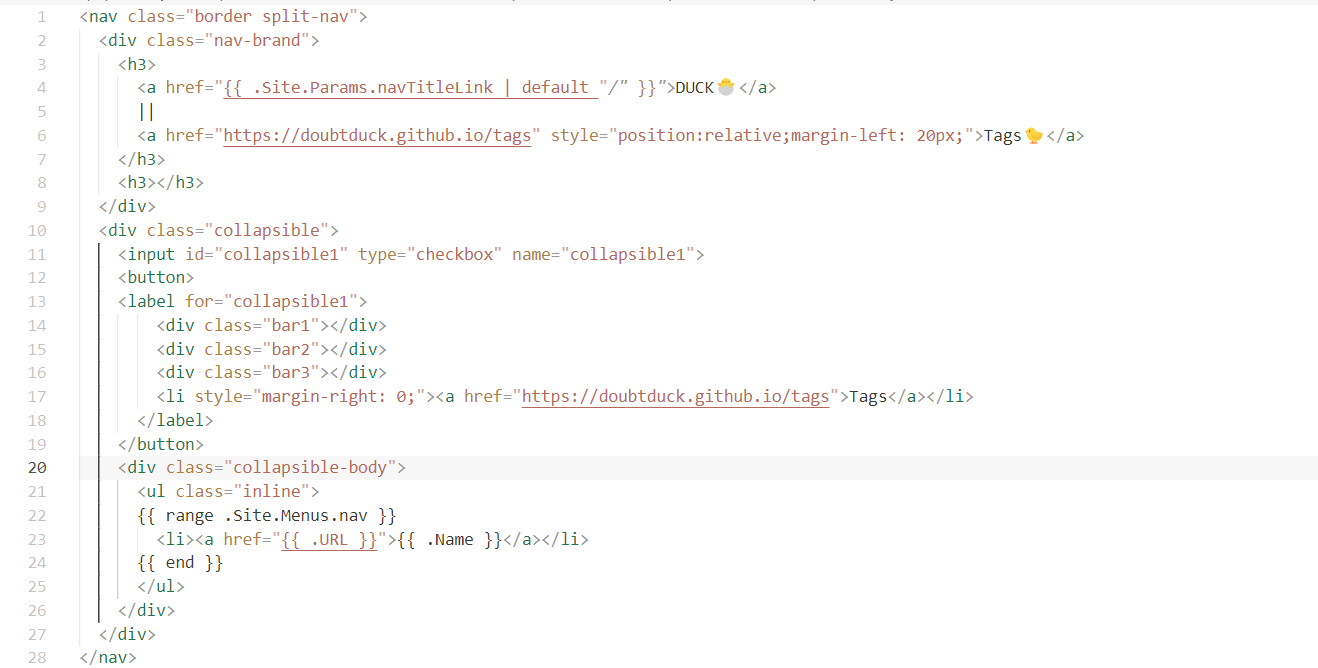 1 <nav class="border split-nav">
2 <div class="nav-brand">
3 <h3>
4 <a href="{{ .Site.Params.navTitleLink | default "/” }}”>DUCK🐣</a>
5 ||
6 <a href="https://doubtduck.github.io/tags" style="position:relative;margin-left: 20px;">Tags🐤</a>
7 </h3>
8 <h3></h3>
9 </div>
10 <div class="collapsible">
11 <input id="collapsible1" type="checkbox" name="collapsible1">
12 <button>
13 <label for="collapsible1">
14 <div class="bar1"></div>
15 <div class="bar2"></div>
16 <div class="bar3"></div>
17 <li style="margin-right: 0;"><a href="https://doubtduck.github.io/tags">Tags</a></li>
18 </label>
19 </button>
20 <div class="collapsible-body">
21 <ul class="inline">
22 {{ range .Site.Menus.nav }}
23 <li><a href="{{ .URL }}">{{ .Name }}</a></li>
24 {{ end }}
25 </ul>
26 </div>
27 </div>
28 </nav>